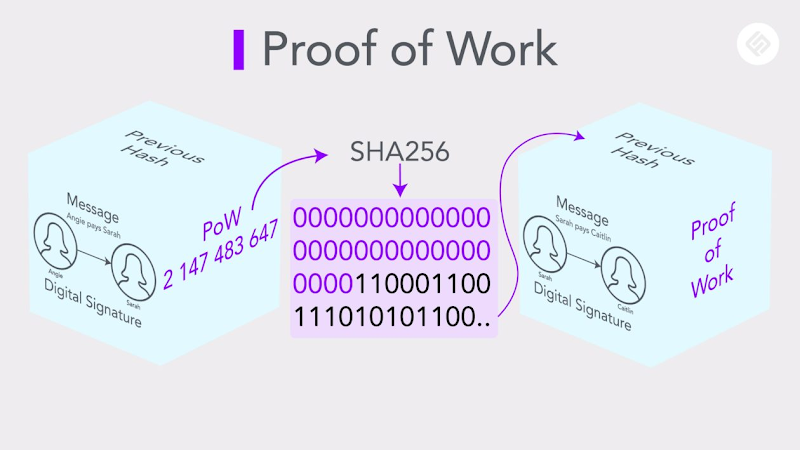 Proof of Work
Previous
Hash
Message
Angie pays Sarah
Angie
Sarah
Digital Signature
PoW
2 147 483 647
SHA256
0000000000000
0000000000000
0000110001100
111010101100..
Previous
Hash
Message
Sarah pays Caitlin
Sarah
Caitlin
Digital Signature
Proof
of
Work